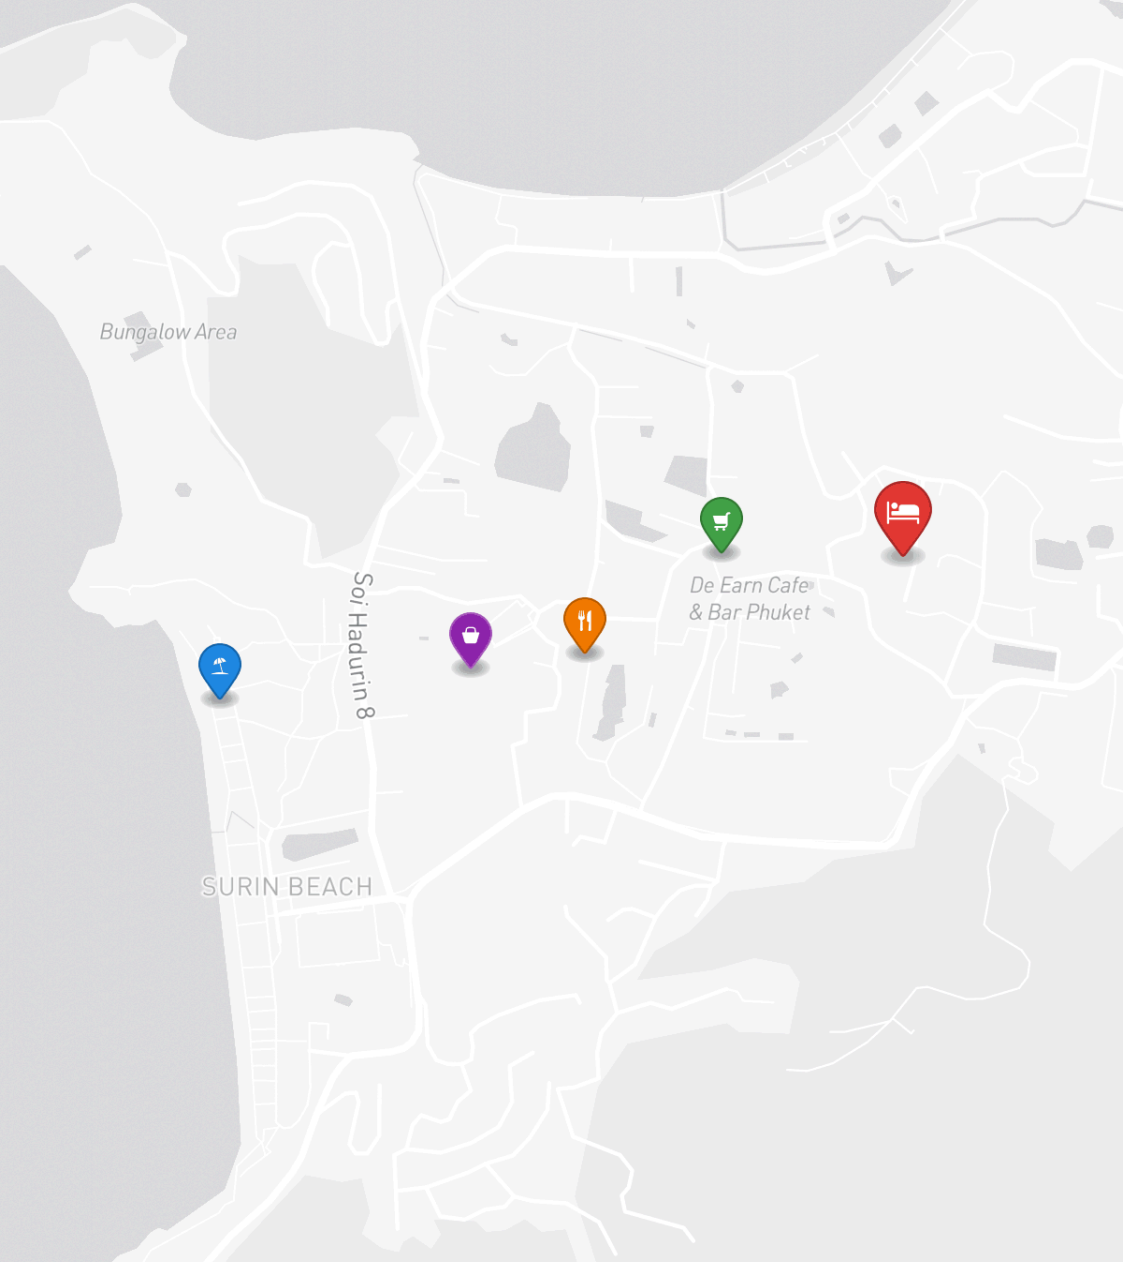 Bungalow Area
De Earn Cafe
& Bar Phuket
Soi Hadurin 8
SURIN BEACH